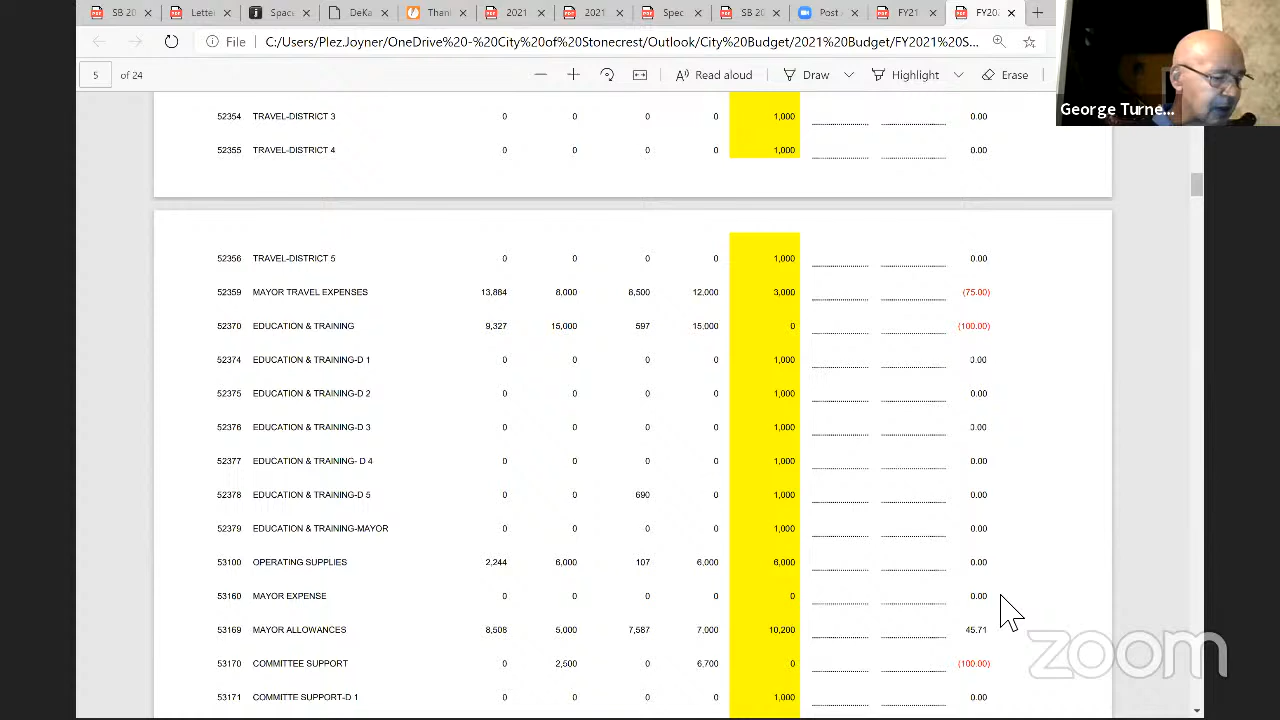 SB 20
Lette
Space
D
Then
202
202
Spec
SB 20
Post
FY21
FY20
File C:/Users/Plez.Joyner/OneDrive%20-%20City%20of%20Stonecrest/Outlook/City%20Budget/2021%20Budget/FY2021%20S...
5 of 24 Read aloud Draw Highlight Erase
George Turne...
52354 TRAVEL-DISTRICT 3 0 0 0 0 1,000 0.00
52355 TRAVEL-DISTRICT 4 0 0 0 0 1,000 0.00
52356 TRAVEL-DISTRICT 5 0 0 0 0 1,000 0.00
52359 MAYOR TRAVEL EXPENSES 13,884 8,000 8,500 12,000 3,000 (75.00)
52370 EDUCATION & TRAINING 9,327 15,000 597 15,000 0 (100.00)
52374 EDUCATION & TRAINING-D 1 0 0 0 0 1,000 0.00
52375 EDUCATION & TRAINING-D 2 0 0 0 0 1,000 0.00
52376 EDUCATION & TRAINING-D 3 0 0 0 0 1,000 0.00
52377 EDUCATION & TRAINING- D 4 0 0 0 0 1,000 0.00
52378 EDUCATION & TRAINING-D 5 0 0 690 0 1,000 0.00
52379 EDUCATION & TRAINING-MAYOR 0 0 0 0 1,000 0.00
53100 OPERATING SUPPLIES 2,244 6,000 107 6,000 6,000 0.00
53160 MAYOR EXPENSE 0 0 0 0 0 0.00
53169 MAYOR ALLOWANCES 8,508 5,000 7,587 7,000 10,200 45.71
53170 COMMITTEE SUPPORT 0 2,500 0 6,700 0 (100.00)
53171 COMMITTE SUPPORT-D 1 0 0 0 0 1,000 0.00
zoom